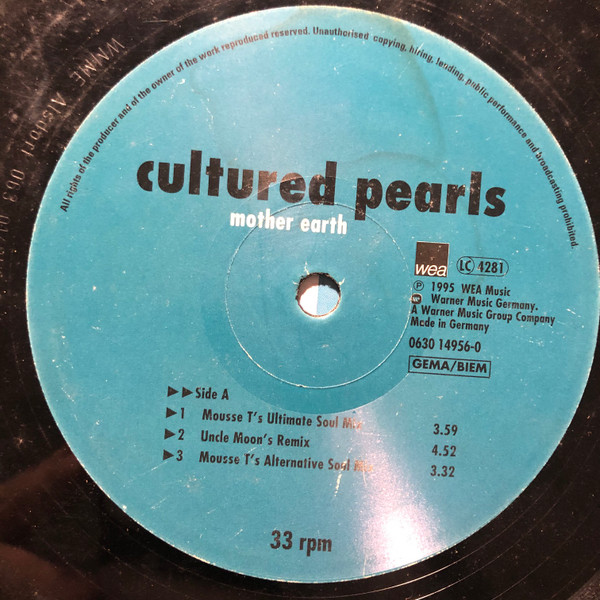 All rights of the producer and of the owner of the work reproduced reserved. Unauthorised copying, hiring, lending, public performance and broadcasting prohibited.
cultured pearls
mother earth
wea LC 4281
℗ 1995 WEA Music
Warner Music Germany.
A Warner Music Group Company
Made in Germany
0630 14956-0
GEMA/BIEM
▶▶Side A
▶1 Mousse T's Ultimate Soul 3.59
▶2 Uncle Moon's Remix 4.52
▶3 Mousse T's Alternative Soul 3.32
33 rpm